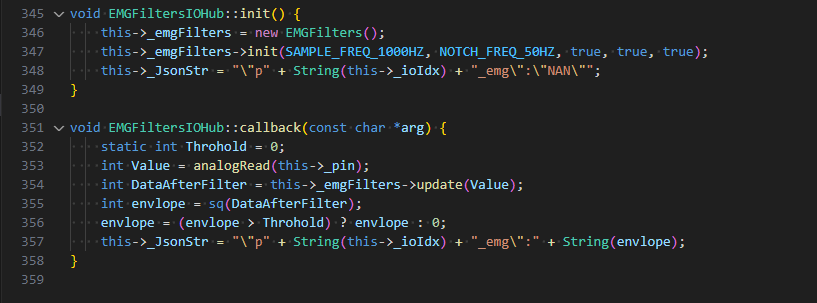 345 void EMGFiltersIOHub::init() {
346 this->_emgFilters = new EMGFilters();
347 this->_emgFilters->init(SAMPLE_FREQ_1000HZ, NOTCH_FREQ_50HZ, true, true, true);
348 this->_JsonStr = "\"p" + String(this->_ioIdx) + "_emg\":\"NAN\"";
349 }
350
351 void EMGFiltersIOHub::callback(const char *arg) {
352 static int Throhold = 0;
353 int Value = analogRead(this->_pin);
354 int DataAfterFilter = this->_emgFilters->update(Value);
355 int envlope = sq(DataAfterFilter);
356 envlope = (envlope > Throhold) ? envlope : 0;
357 this->_JsonStr = "\"p" + String(this->_ioIdx) + "_emg\":" + String(envlope);
358 }
359